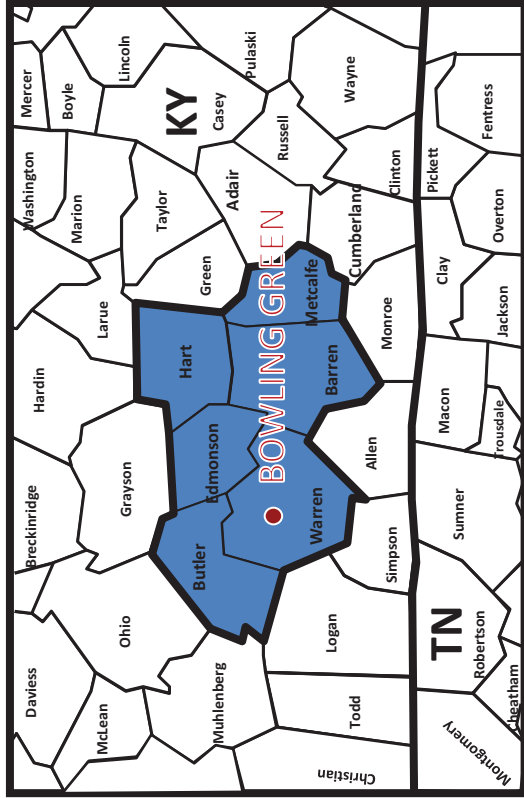 Daviess
Breckinridge
Hardin
Washington
Mercer
McLean
Ohio
Grayson
Larue
Marion
Boyle
Lincoln
Muhlenberg
Butler
Edmonson
Hart
Green
Taylor
KY
Casey
Pulaski
Adair
Russell
Wayne
BOWLING GREEN
Warren
Barren
Metcalfe
Christian
Todd
Logan
Simpson
Allen
Monroe
Cumberland
Clinton
TN
Montgomery
Robertson
Sumner
Macon
Clay
Pickett
Cheatham
Trousdale
Jackson
Overton
Fentress